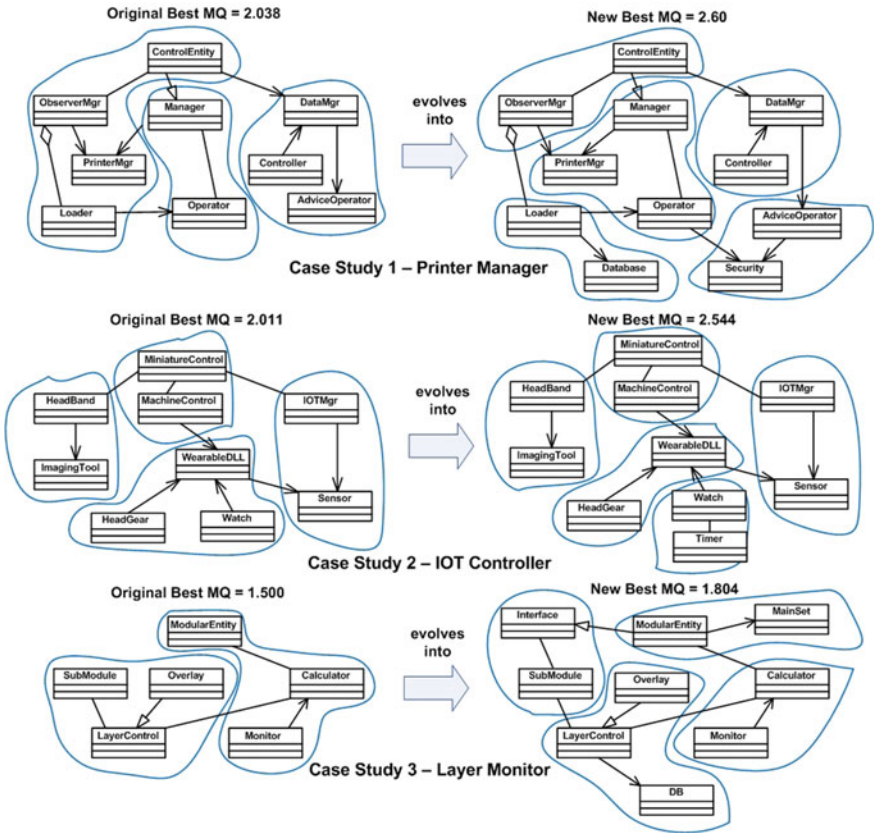 Original Best MQ = 2.038
New Best MQ = 2.60
ControlEntity
ObserverMgr
Manager
DataMgr
PrinterMgr
Controller
Loader
Operator
AdviceOperator
evolves
into
ControlEntity
ObserverMgr
Manager
DataMgr
PrinterMgr
Controller
Loader
Operator
AdviceOperator
Database
Security
Case Study 1 – Printer Manager
Original Best MQ = 2.011
New Best MQ = 2.544
MiniatureControl
HeadBand
MachineControl
IOTMgr
ImagingTool
WearableDLL
Sensor
HeadGear
Watch
evolves
into
MiniatureControl
HeadBand
MachineControl
IOTMgr
ImagingTool
WearableDLL
Sensor
HeadGear
Watch
Timer
Case Study 2 – IOT Controller
Original Best MQ = 1.500
New Best MQ = 1.804
ModularEntity
SubModule
Overlay
Calculator
LayerControl
Monitor
evolves
into
Interface
ModularEntity
MainSet
SubModule
Overlay
Calculator
LayerControl
Monitor
DB
Case Study 3 – Layer Monitor